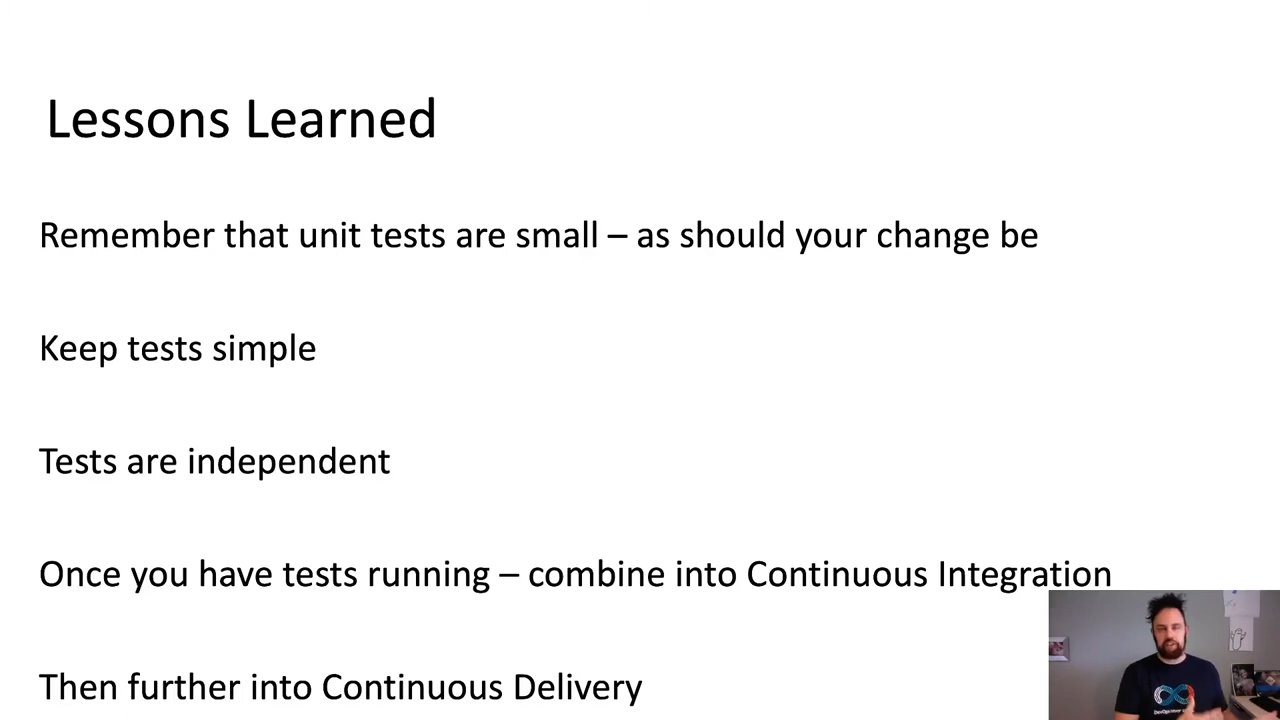 Lessons Learned
Remember that unit tests are small – as should your change be
Keep tests simple
Tests are independent
Once you have tests running – combine into Continuous Integration
Then further into Continuous Delivery